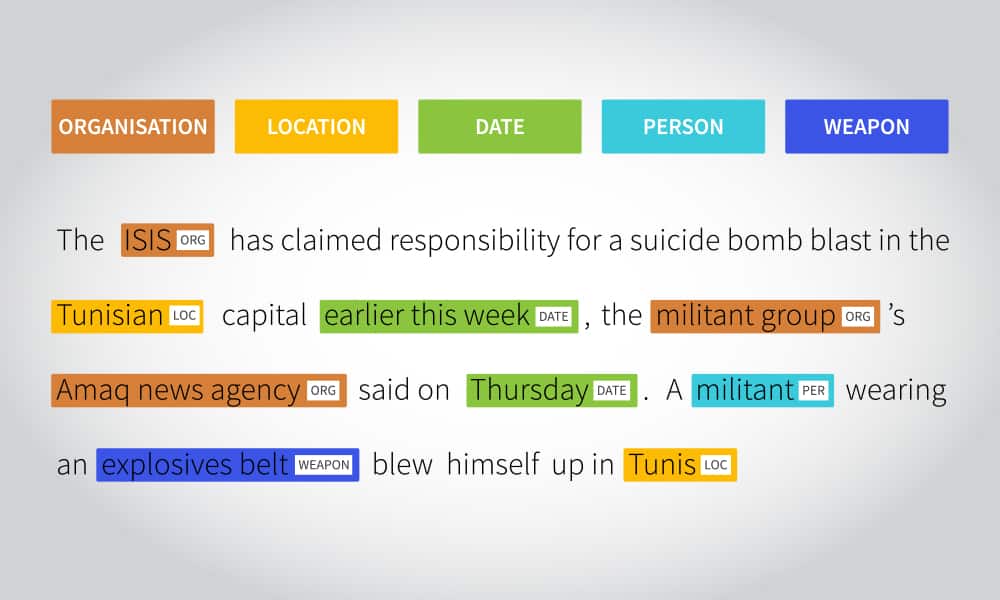 ORGANISATION LOCATION DATE PERSON WEAPON
The ISIS ORG has claimed responsibility for a suicide bomb blast in the
Tunisian LOC capital earlier this week DATE , the militant group ORG ’s
Amaq news agency ORG said on Thursday DATE . A militant PER wearing
an explosives belt WEAPON blew himself up in Tunis LOC